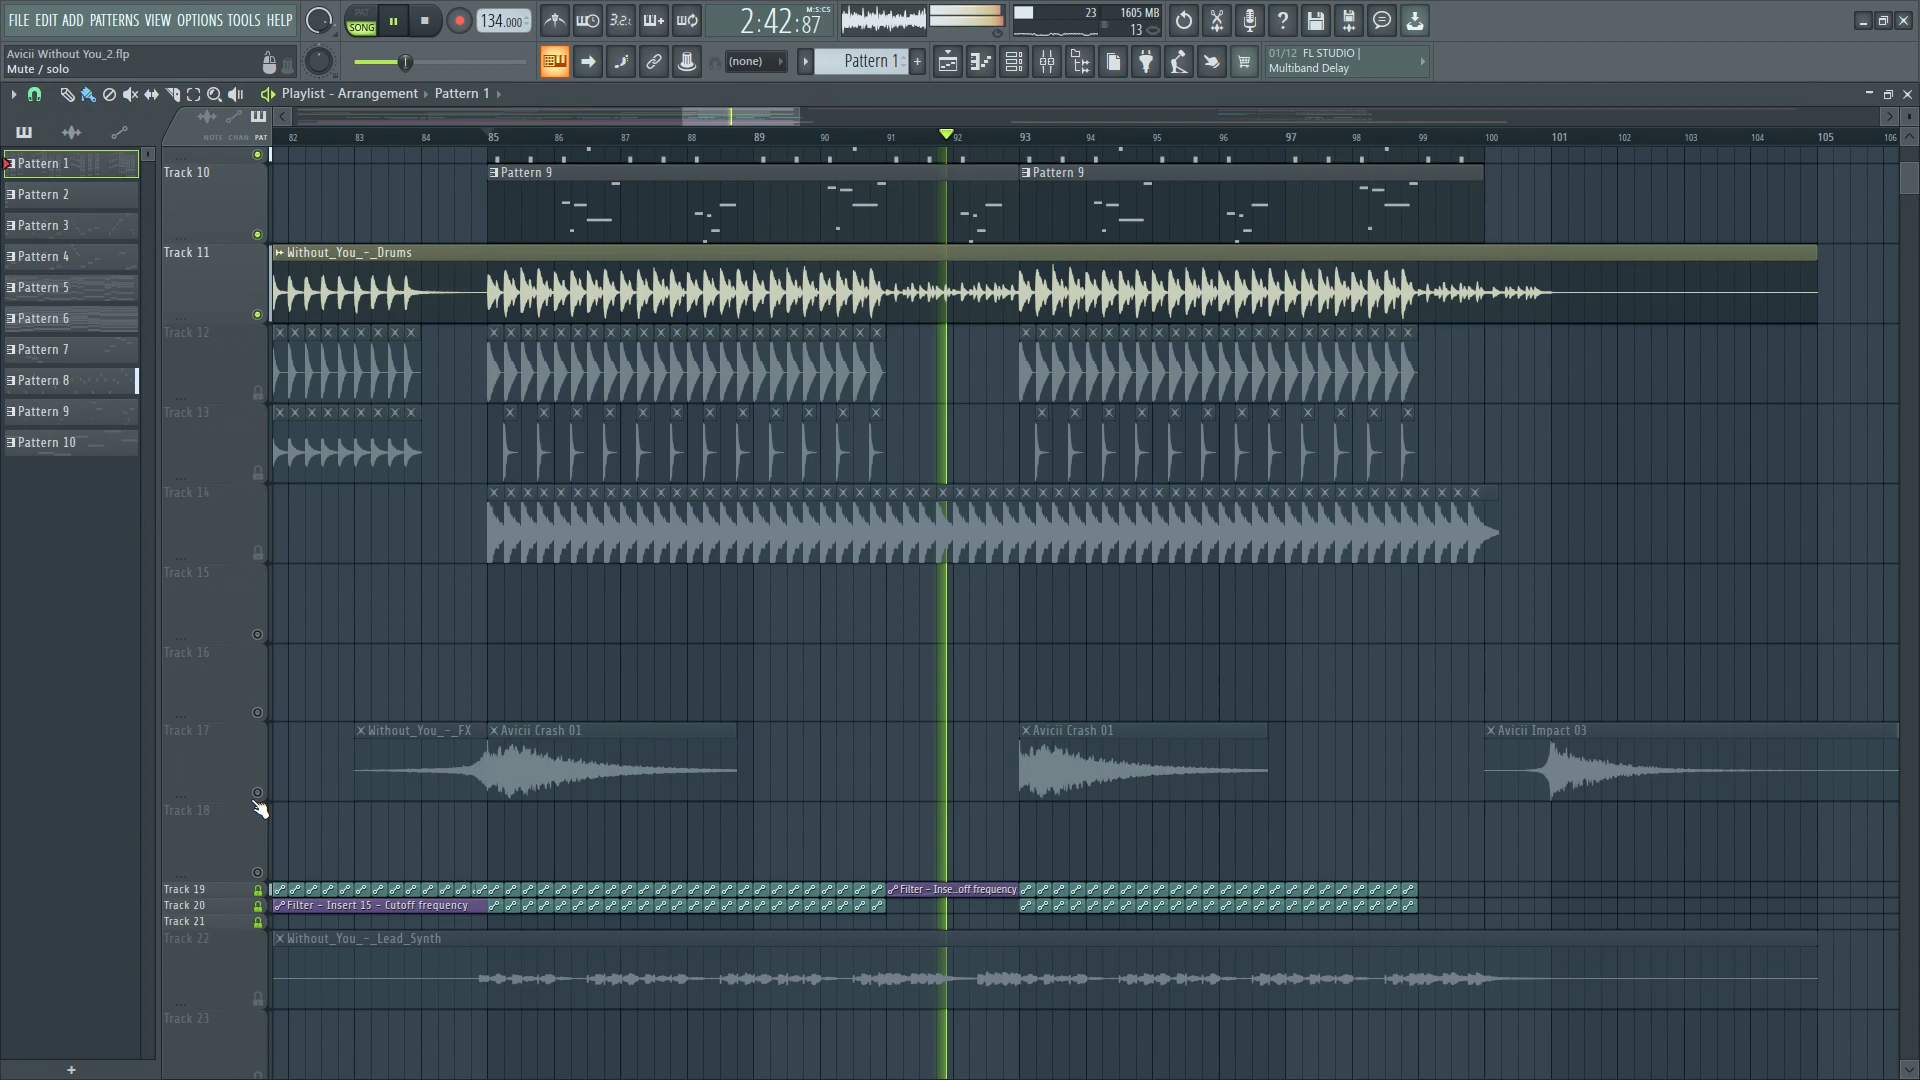 FILE EDIT ADD PATTERNS VIEW OPTIONS TOOLS HELP
PAT
SONG
134.000
3.2:
2:42:87
M:S:CS
23
1605 MB
13
Avicii Without You_2.flp
Mute / solo
(none)
Pattern 1
+
01/12 FL STUDIO |
Multiband Delay
Playlist - Arrangement
Pattern 1
NOTE CHAN PAT
82 83 84 85 86 87 88 89 90 91 92 93 94 95 96 97 98 99 100 101 102 103 104 105 106
Pattern 1
Pattern 2
Pattern 3
Pattern 4
Pattern 5
Pattern 6
Pattern 7
Pattern 8
Pattern 9
Pattern 10
+
Track 10
Pattern 9
Pattern 9
Track 11
Without_You_-_Drums
Track 12
Track 13
Track 14
Track 15
Track 16
Track 17
Without_You_-_FX
Avicii Crash 01
Avicii Crash 01
Avicii Impact 03
Track 18
Track 19
Filter - Inse..off frequency
Track 20
Filter - Insert 15 - Cutoff frequency
Track 21
Track 22
Without_You_-_Lead_Synth
Track 23